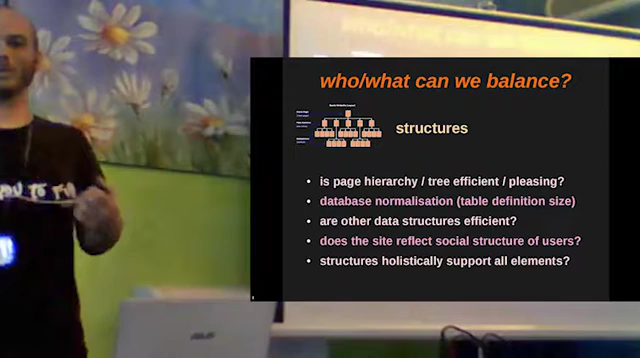 who/what can we balance?
structures
• is page hierarchy / tree efficient / pleasing?
• database normalisation (table definition size)
• are other data structures efficient?
• does the site reflect social structure of users?
• structures holistically support all elements?
ASUS